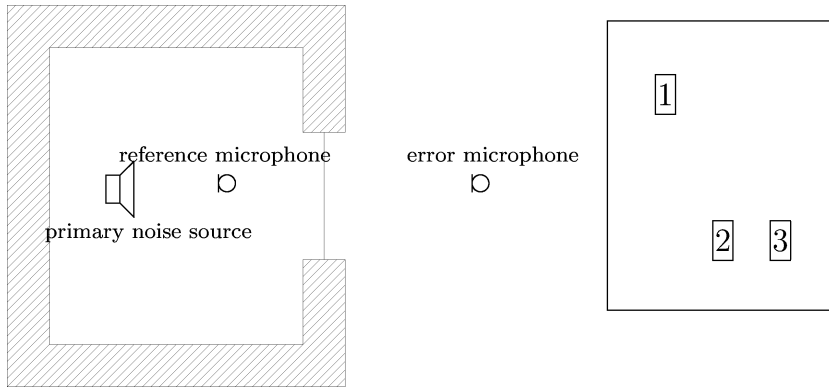 reference microphone
primary noise source
error microphone
1
2
3